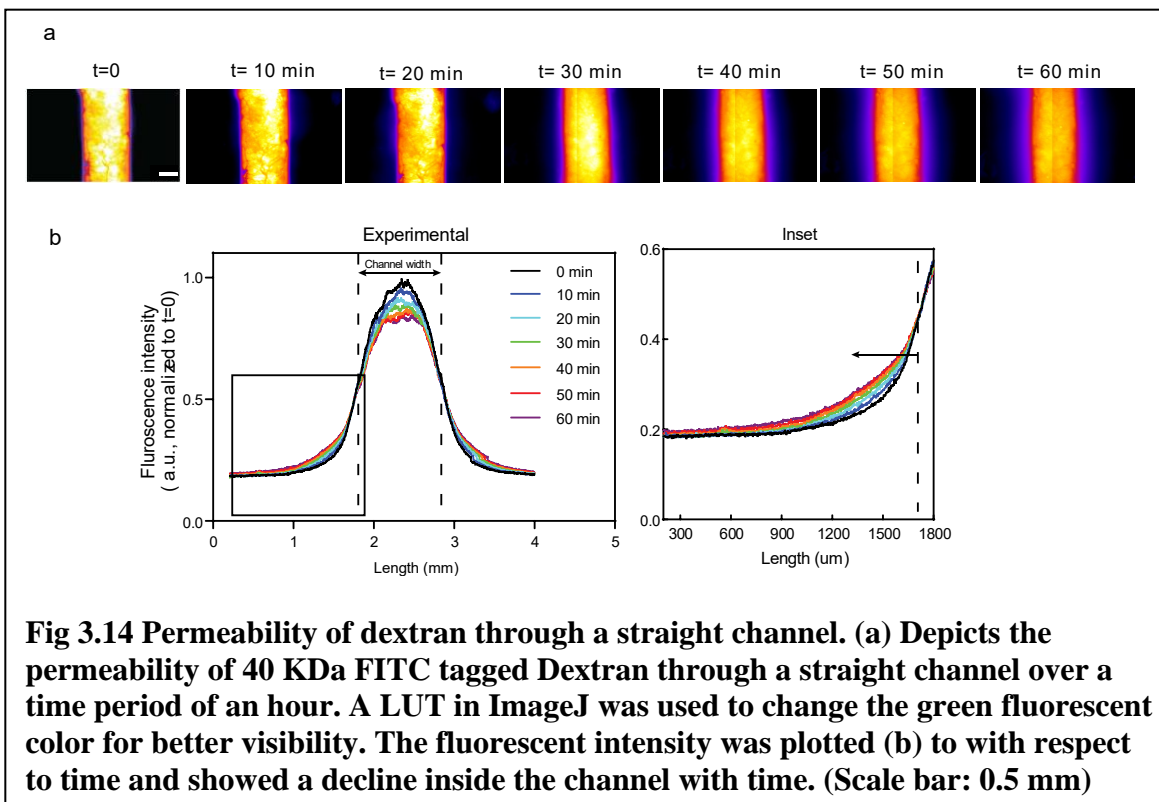 a
t=0
t= 10 min
t= 20 min
t= 30 min
t= 40 min
t= 50 min
t= 60 min
b
Experimental
Channel width
1.0
0.5
0.0
Fluroscence intensity
( a.u., normalized to t=0)
0 min
10 min
20 min
30 min
40 min
50 min
60 min
0 1 2 3 4 5
Length (mm)
Inset
0.6
0.4
0.2
0.0
300 600 900 1200 1500 1800
Length (um)
Fig 3.14 Permeability of dextran through a straight channel. (a) Depicts the
permeability of 40 KDa FITC tagged Dextran through a straight channel over a
time period of an hour. A LUT in ImageJ was used to change the green fluorescent
color for better visibility. The fluorescent intensity was plotted (b) to with respect
to time and showed a decline inside the channel with time. (Scale bar: 0.5 mm)